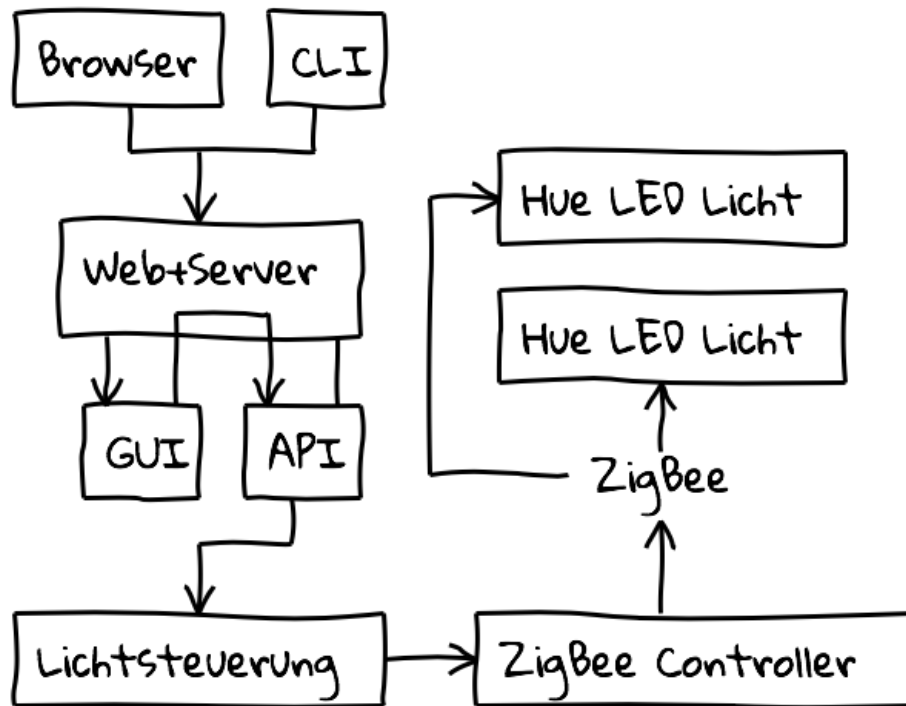 Browser
CLI
Web+Server
GUI
API
Lichtsteuerung
ZigBee Controller
ZigBee
Hue LED Licht
Hue LED Licht